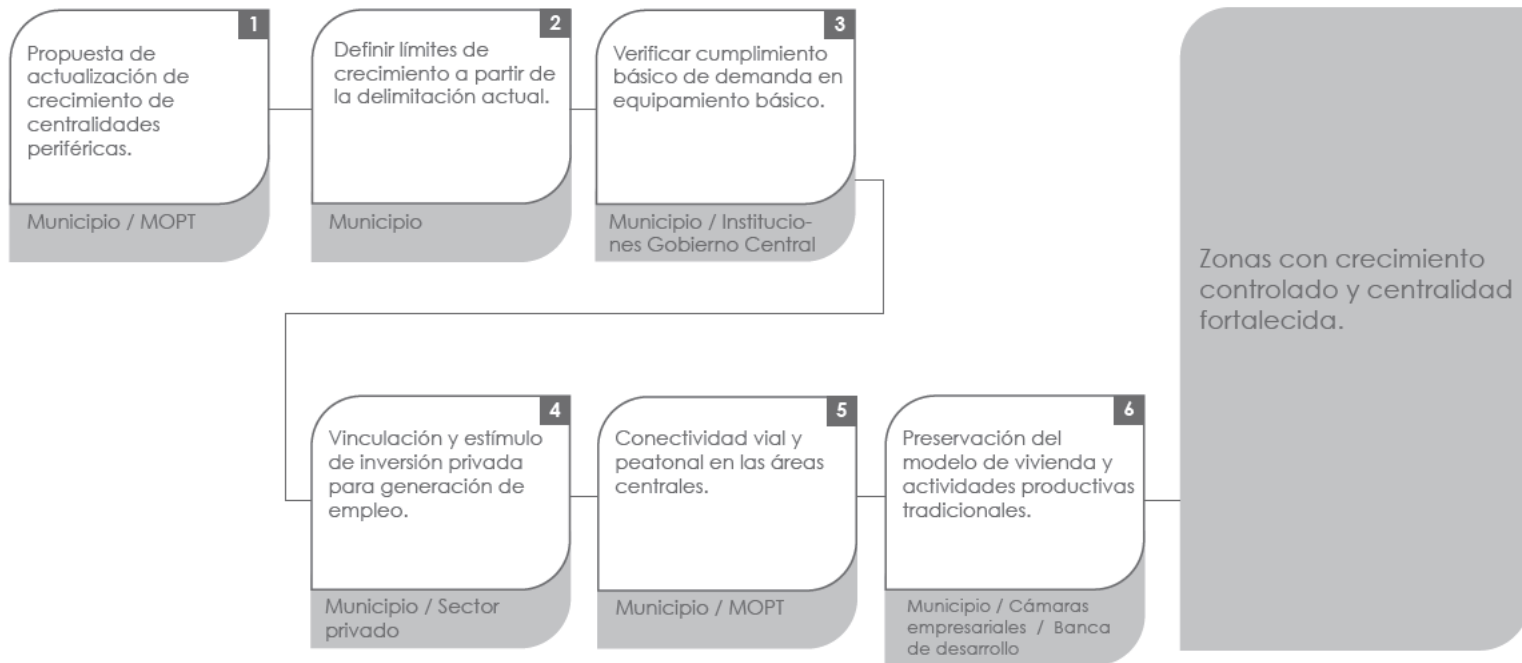 1
Propuesta de
actualización de
crecimiento de
centralidades
periféricas.
Municipio / MOPT
2
Definir límites de
crecimiento a partir de
la delimitación actual.
Municipio
3
Verificar cumplimiento
básico de demanda en
equipamiento básico.
Municipio / Institucio-
nes Gobierno Central
4
Vinculación y estímulo
de inversión privada
para generación de
empleo.
Municipio / Sector
privado
5
Conectividad vial y
peatonal en las áreas
centrales.
Municipio / MOPT
6
Preservación del
modelo de vivienda y
actividades productivas
tradicionales.
Municipio / Cámaras
empresariales / Banca
de desarrollo
Zonas con crecimiento
controlado y centralidad
fortalecida.